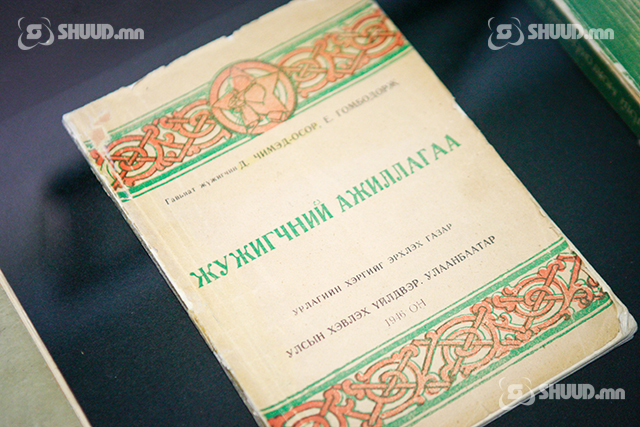 SHUUD.mn
SHUUD.mn
Гавьяат жүжигчин Д. ЧИМЭД-ОСОР, Е. ГОМБОДОРЖ
ЖҮЖИГЧНИЙ АЖИЛЛАГАА
УРЛАГИЙН ХЭРГИЙГ ЭРХЛЭХ ГАЗАР
УЛСЫН ХЭВЛЭХ ҮЙЛДВЭР. УЛААНБААТАР
1946 ОН
SHUUD.mn